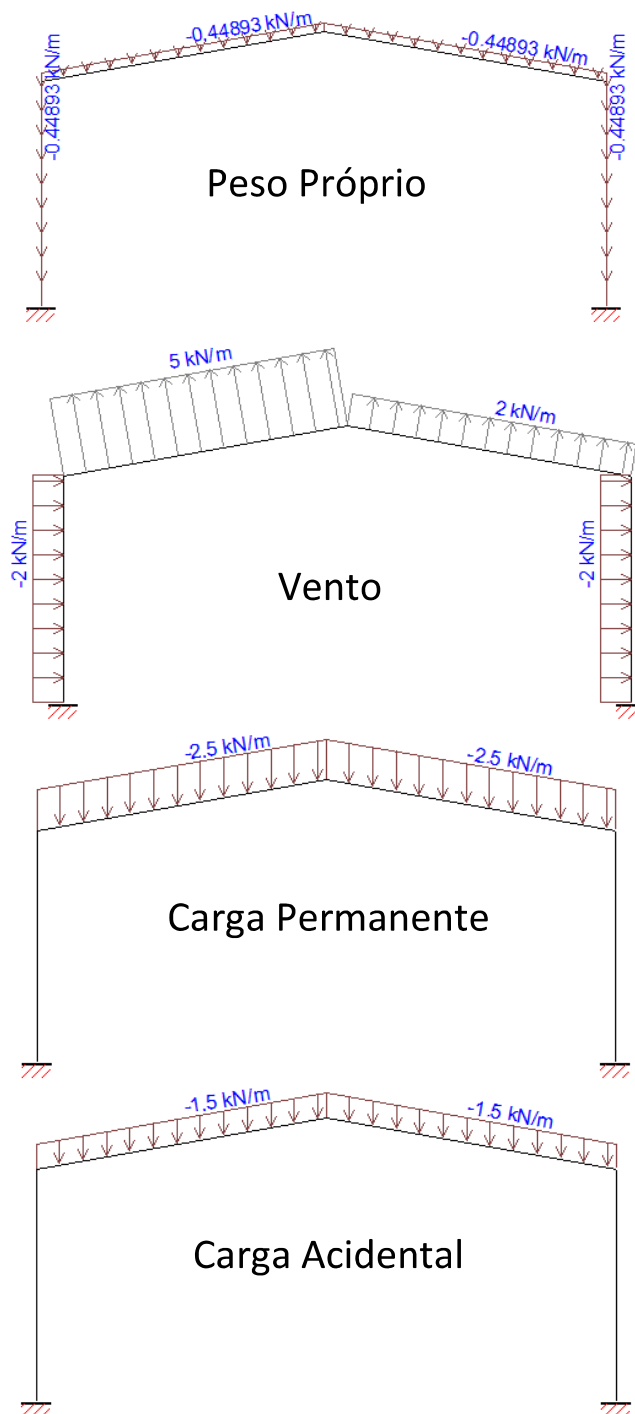 -0.44893 kN/m
-0.44893 kN/m
-0.44893 kN/m
-0.44893 kN/m
Peso Próprio
5 kN/m
2 kN/m
-2 kN/m
-2 kN/m
Vento
-2.5 kN/m
-2.5 kN/m
Carga Permanente
-1.5 kN/m
-1.5 kN/m
Carga Acidental